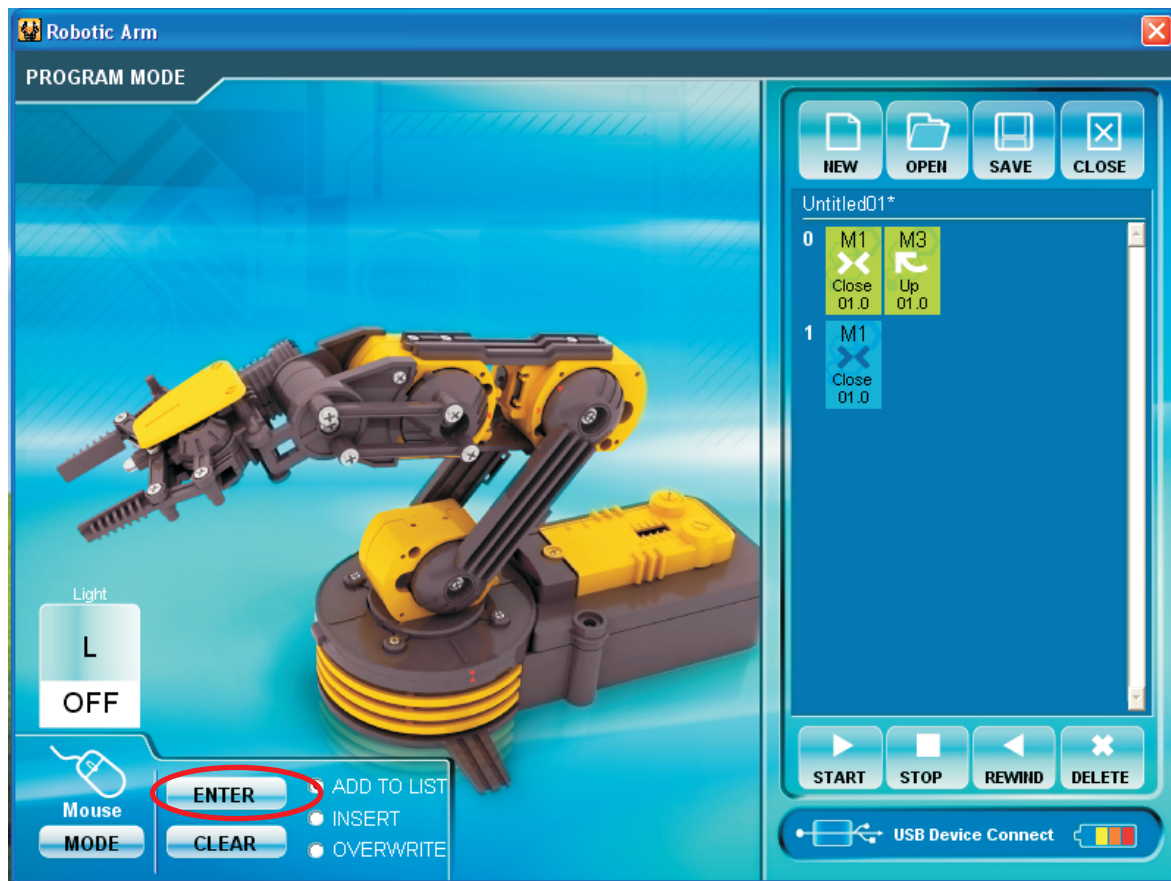 Robotic Arm
PROGRAM MODE
NEW OPEN SAVE CLOSE
Untitled01*
0 M1 M3
Close Up
01.0 01.0
1 M1
Close
01.0
Light
L
OFF
Mouse
MODE
ENTER
CLEAR
ADD TO LIST
INSERT
OVERWRITE
START STOP REWIND DELETE
USB Device Connect